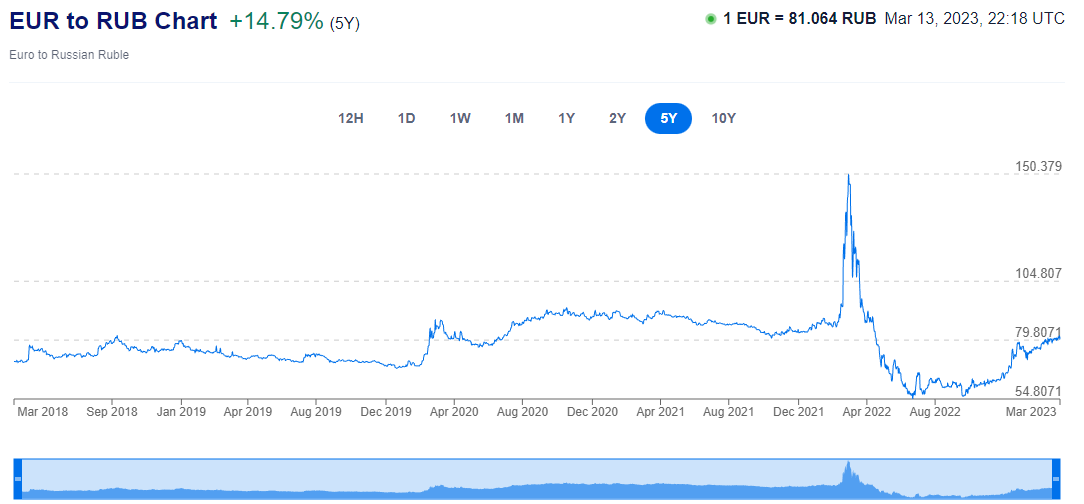 EUR to RUB Chart +14.79% (5Y)
1 EUR = 81.064 RUB Mar 13, 2023, 22:18 UTC
Euro to Russian Ruble
12H 1D 1W 1M 1Y 2Y 5Y 10Y
150.379
104.807
79.8071
54.8071
Mar 2018 Sep 2018 Jan 2019 Apr 2019 Aug 2019 Dec 2019 Apr 2020 Aug 2020 Dec 2020 Apr 2021 Aug 2021 Dec 2021 Apr 2022 Aug 2022 Mar 2023